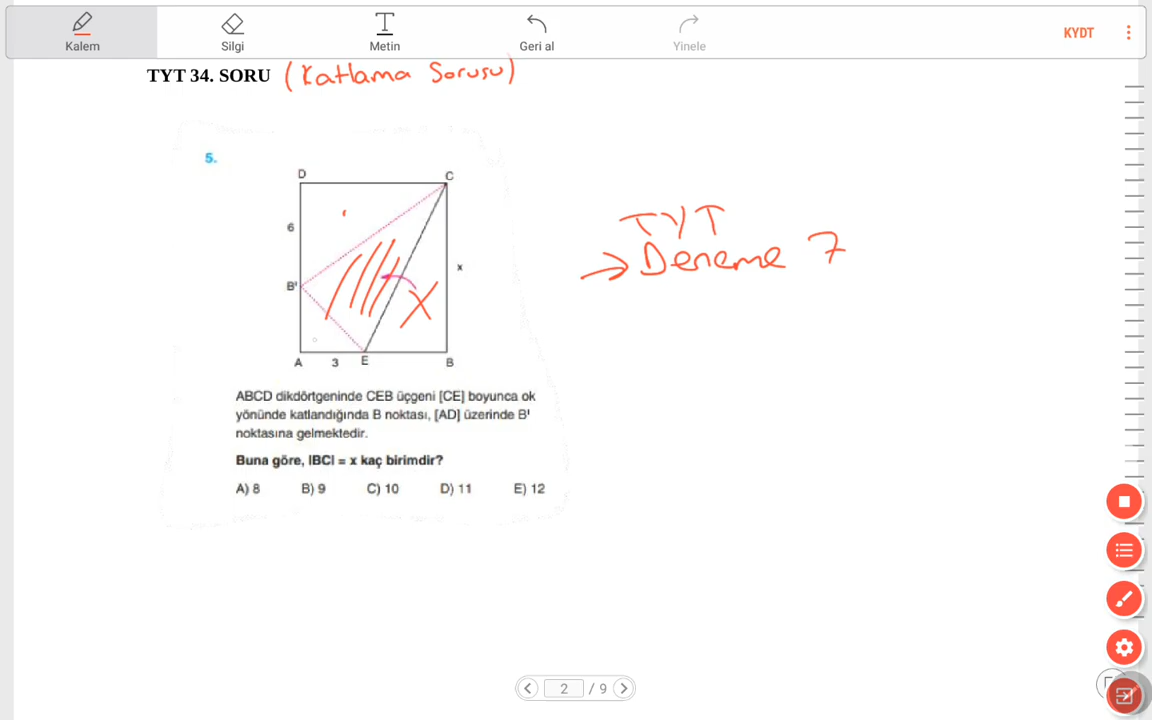 Kalem
Silgi
Metin
Geri al
Yinele
KYDT
TYT 34. SORU (Katlama Sorusu)
5.
D
C
6
B'
x
X
A
3
E
B
TYT
→ Deneme 7
ABCD dikdörtgeninde CEB üçgeni [CE] boyunca ok
yönünde katlandığında B noktası, [AD] üzerinde B'
noktasına gelmektedir.
Buna göre, |BC| = x kaç birimdir?
A) 8 B) 9 C) 10 D) 11 E) 12
2 / 9